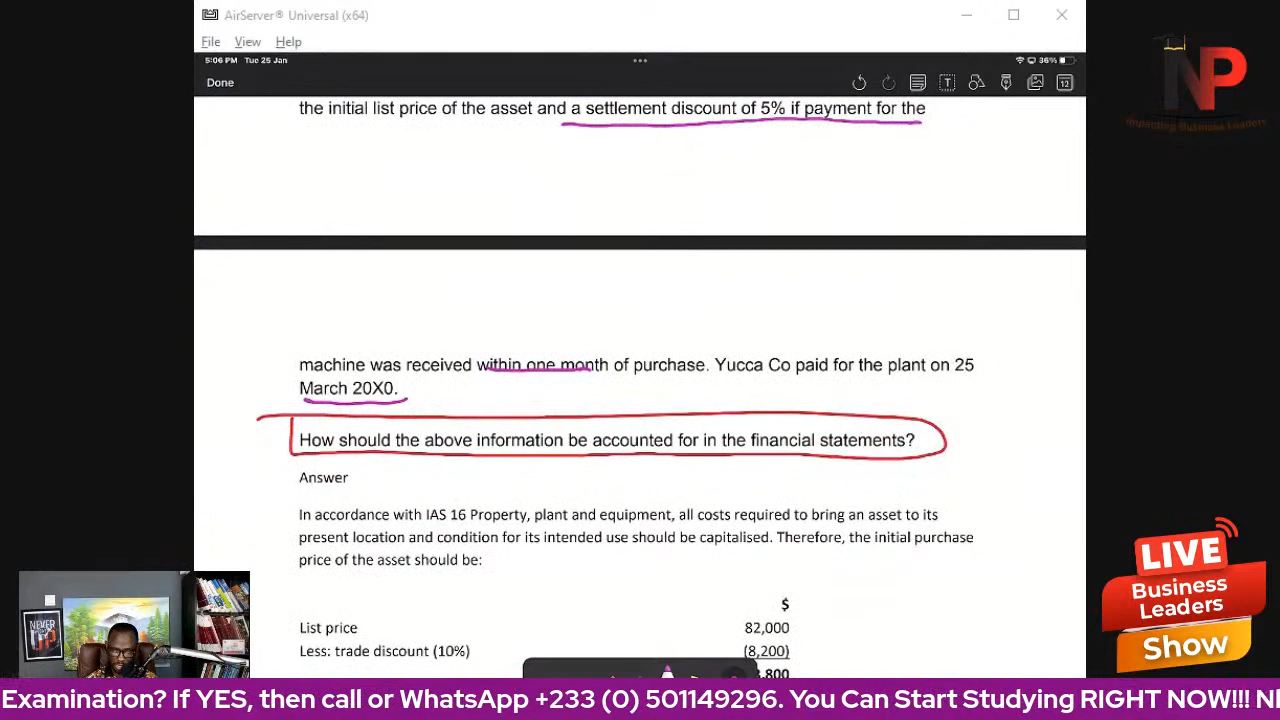 AirServer® Universal (x64)
File View Help
5:06 PM Tue 25 Jan
36%
Done
T
12
the initial list price of the asset and a settlement discount of 5% if payment for the
machine was received within one month of purchase. Yucca Co paid for the plant on 25
March 20X0.
How should the above information be accounted for in the financial statements?
Answer
In accordance with IAS 16 Property, plant and equipment, all costs required to bring an asset to its
present location and condition for its intended use should be capitalised. Therefore, the initial purchase
price of the asset should be:
$
List price 82,000
Less: trade discount (10%) (8,200)
NP
Impacting Business Leaders
LIVE
Business
Leaders
Show
NEVER
Examination? If YES, then call or WhatsApp +233 (0) 501149296. You Can Start Studying RIGHT NOW!!!